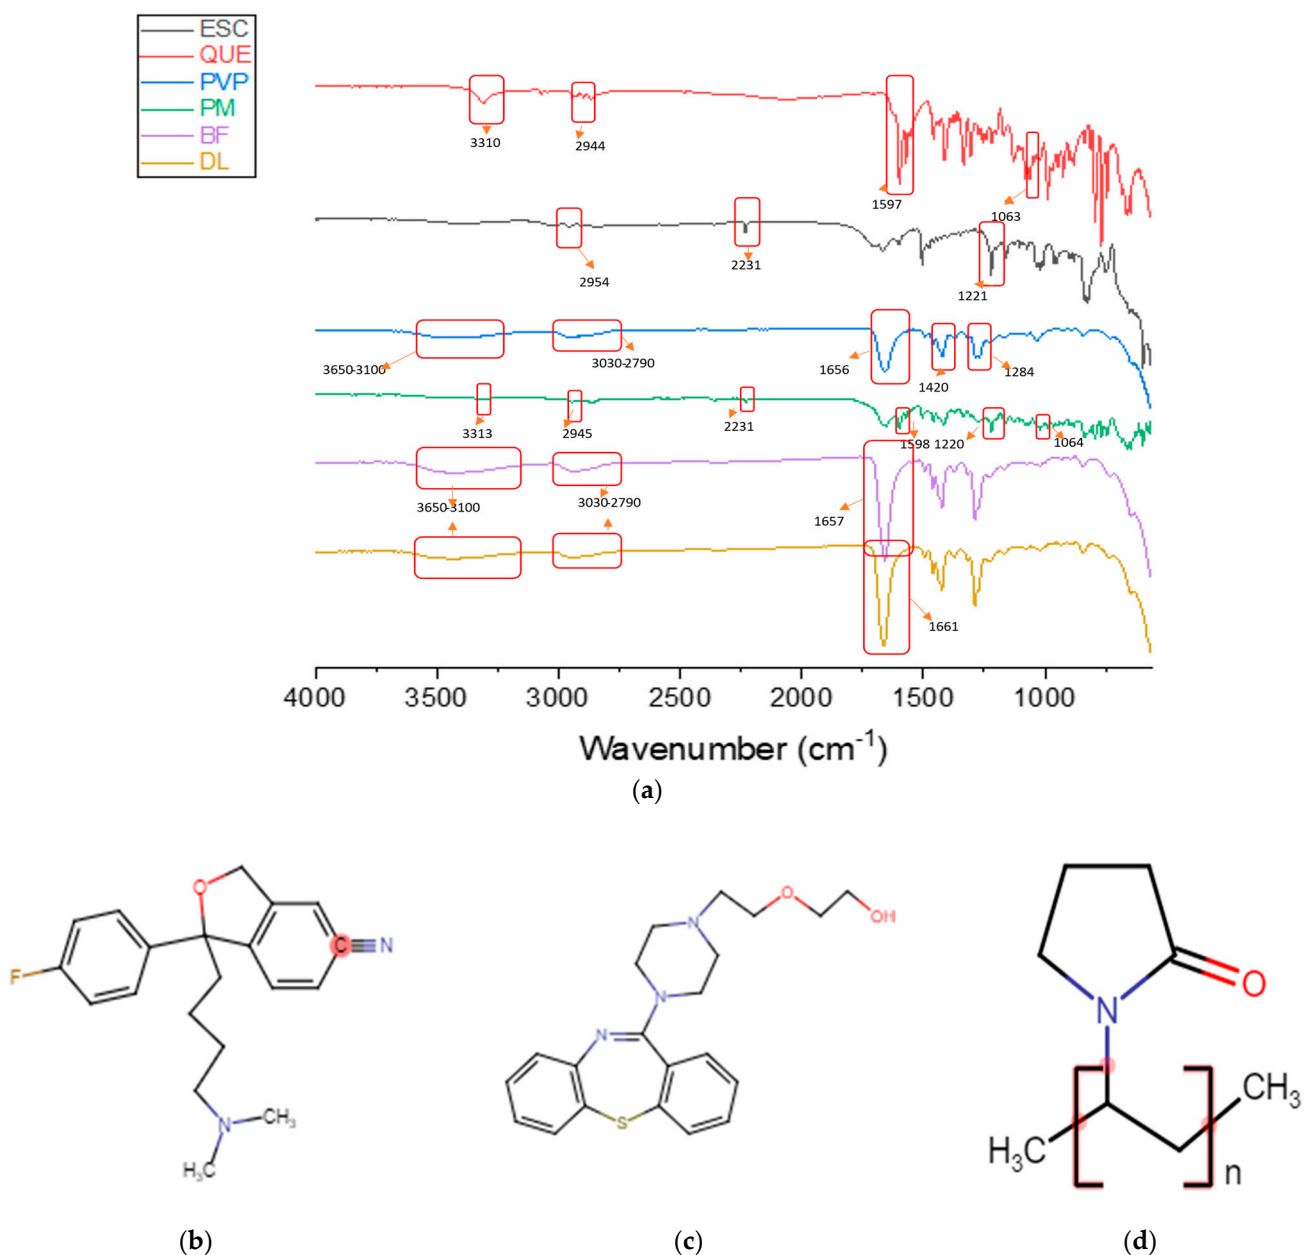 ESC
QUE
PVP
PM
BF
DL
3310
2944
1597
1063
2954
2231
1221
3650-3100
3030-2790
1656
1420
1284
3313
2945
2231
1598
1220
1064
3650-3100
3030-2790
1657
1661
4000
3500
3000
2500
2000
1500
1000
Wavenumber (cm⁻¹)
(a)
O
F
C
N
N
CH₃
H₃C
O
OH
N
N
N
S
O
N
CH₃
H₃C
n
(b)
(c)
(d)